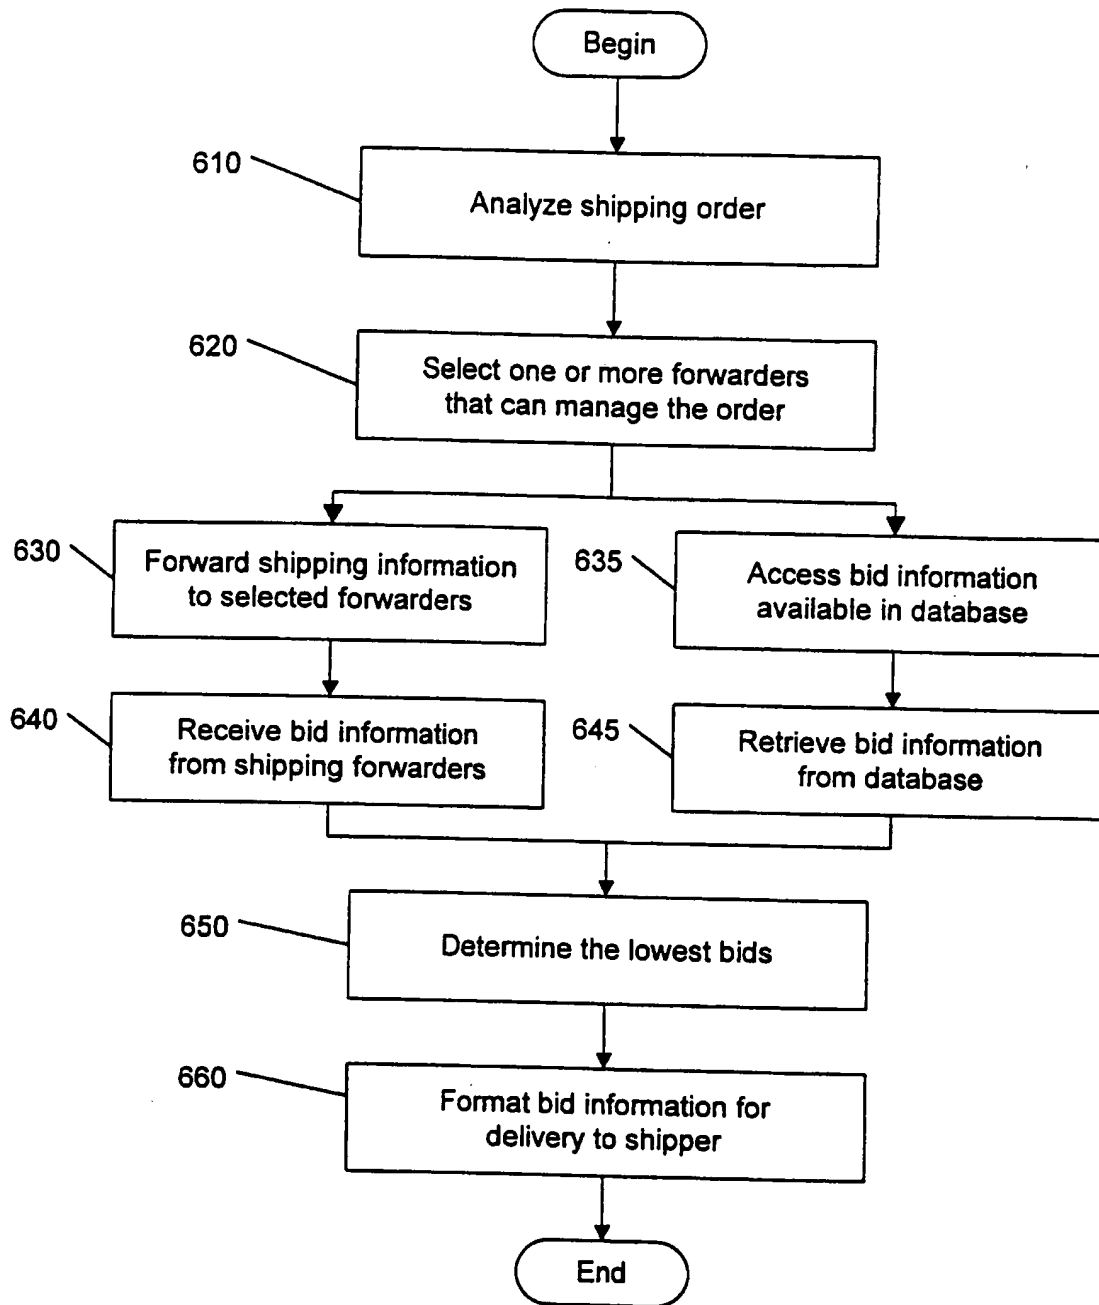 Begin
610
Analyze shipping order
620
Select one or more forwarders
that can manage the order
630
Forward shipping information
to selected forwarders
635
Access bid information
available in database
640
Receive bid information
from shipping forwarders
645
Retrieve bid information
from database
650
Determine the lowest bids
660
Format bid information for
delivery to shipper
End